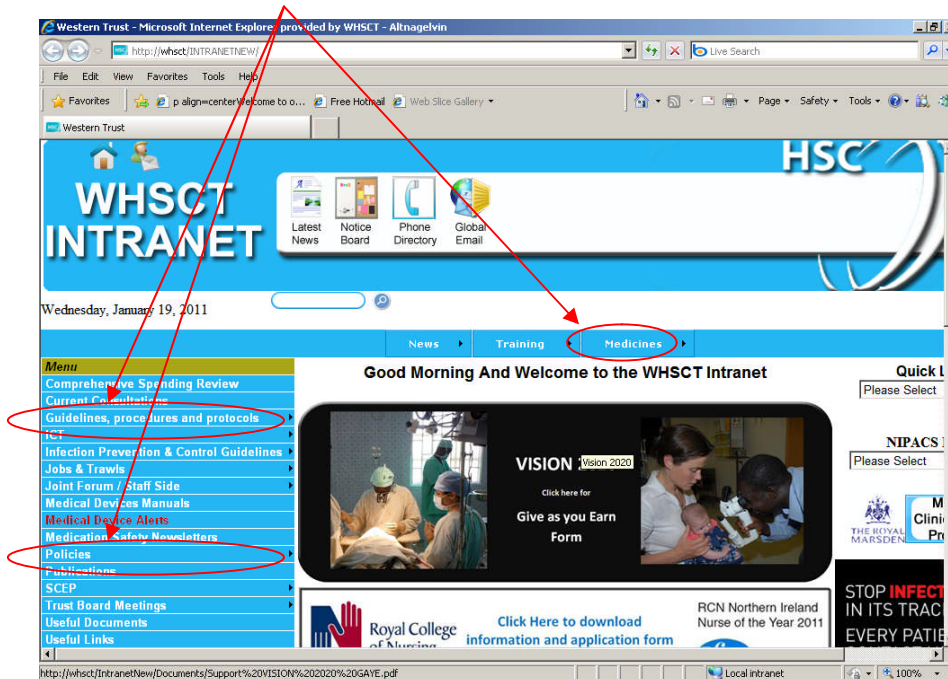 Western Trust - Microsoft Internet Explorer provided by WHSCT - Altnagelvin
http://whsct/INTRANETNEW/
Live Search
File Edit View Favorites Tools Help
Favorites
p align=centerWelcome to o...
Free Hotmail
Web Slice Gallery
Page Safety Tools
Western Trust
HSC
WHSCT
INTRANET
Latest News
Notice Board
Phone Directory
Global Email
Wednesday, January 19, 2011
News Training Medicines
Menu
Comprehensive Spending Review
Current Consultations
Guidelines, procedures and protocols
ICT
Infection Prevention & Control Guidelines
Jobs & Trawls
Joint Forum / Staff Side
Medical Devices Manuals
Medical Device Alerts
Medication Safety Newsletters
Policies
Publications
SCEP
Trust Board Meetings
Useful Documents
Useful Links
Good Morning And Welcome to the WHSCT Intranet
VISION
Vision 2020
Click here for
Give as you Earn
Form
Royal College
of Nursing
Click Here to download
information and application form
RCN Northern Ireland
Nurse of the Year 2011
Quick L
Please Select
NIPACS
Please Select
THE ROYAL
MARSDEN
M
Clini
Pr
STOP INFECT
IN ITS TRAC
EVERY PATIE
http://whsct/IntranetNew/Documents/Support%20VISION%202020%20GAYE.pdf
Local intranet
100%